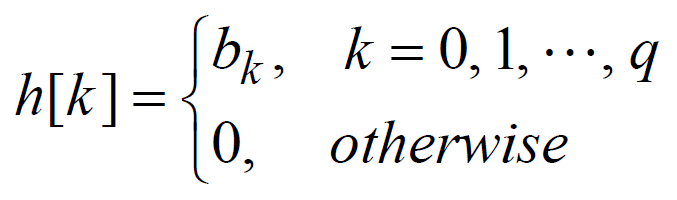 h[k] = { b_k, k = 0, 1, ⋯, q
0, otherwise